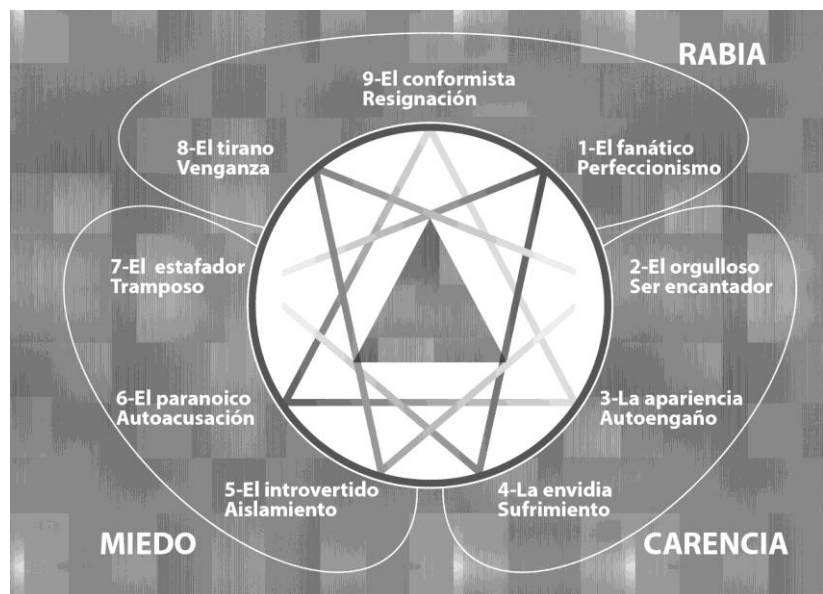 RABIA
9-El conformista
Resignación
8-El tirano
Venganza
1-El fanático
Perfeccionismo
7-El estafador
Tramposo
2-El orgulloso
Ser encantador
6-El paranoico
Autoacusación
3-La apariencia
Autoengaño
5-El introvertido
Aislamiento
4-La envidia
Sufrimiento
MIEDO
CARENCIA